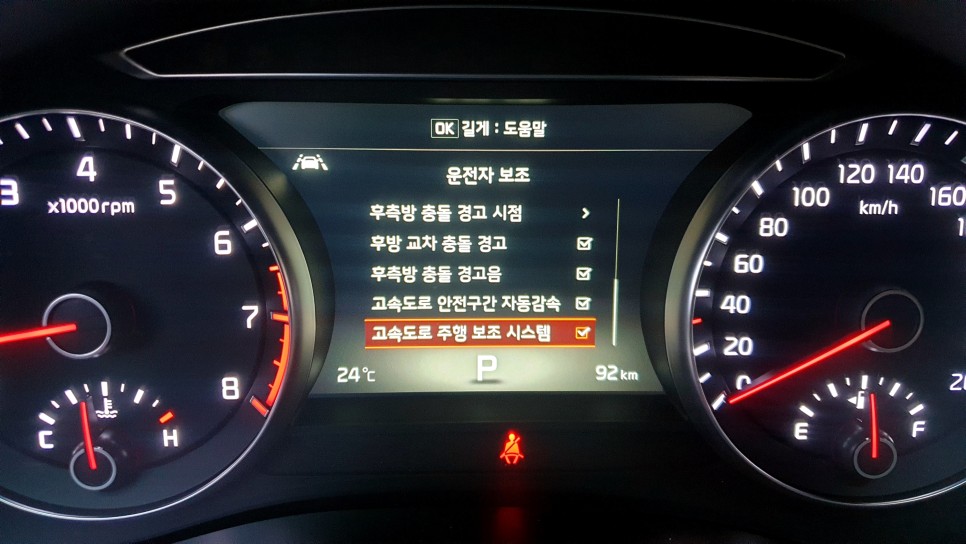 OK 길게 : 도움말
운전자 보조
후측방 충돌 경고 시점 >
후방 교차 충돌 경고
후측방 충돌 경고음
고속도로 안전구간 자동감속
고속도로 주행 보조 시스템
24℃ P 92 km
3 4 5 6 7 8
x1000rpm
C H
0 20 40 60 80 100 120 140 160
km/h
E F